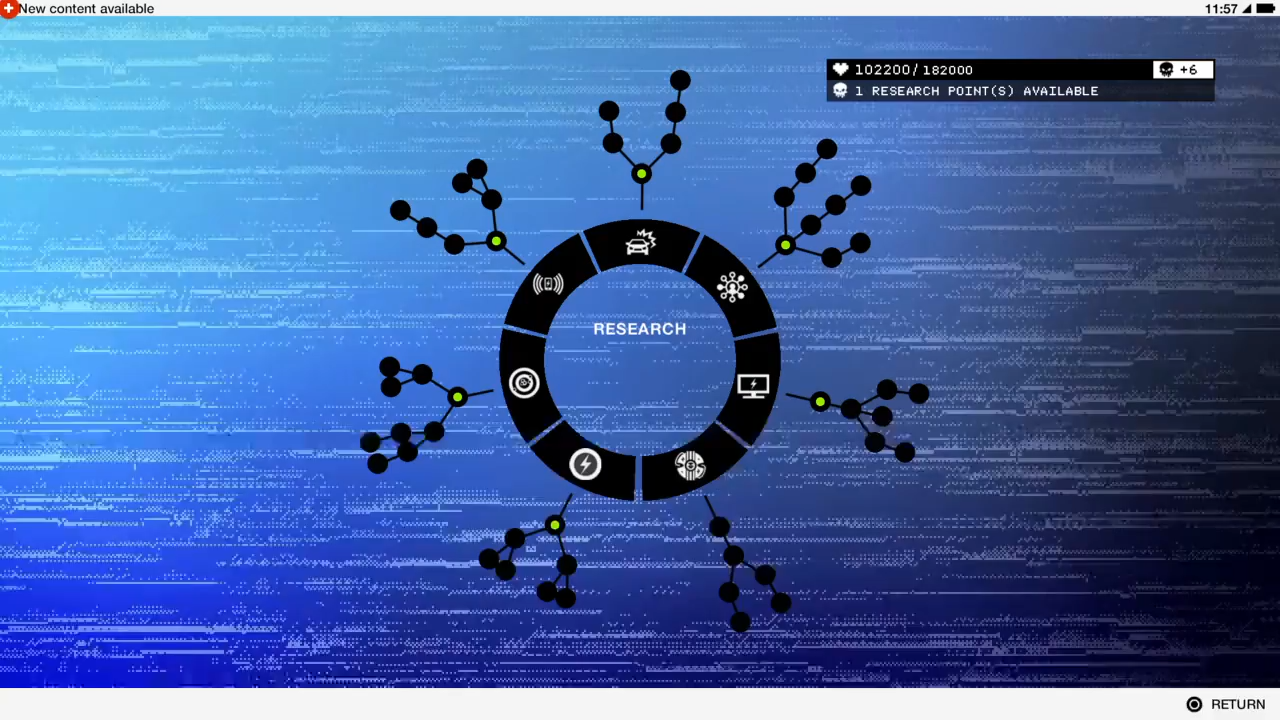 New content available
11:57
102200/182000
+6
1 RESEARCH POINT(S) AVAILABLE
RESEARCH
RETURN